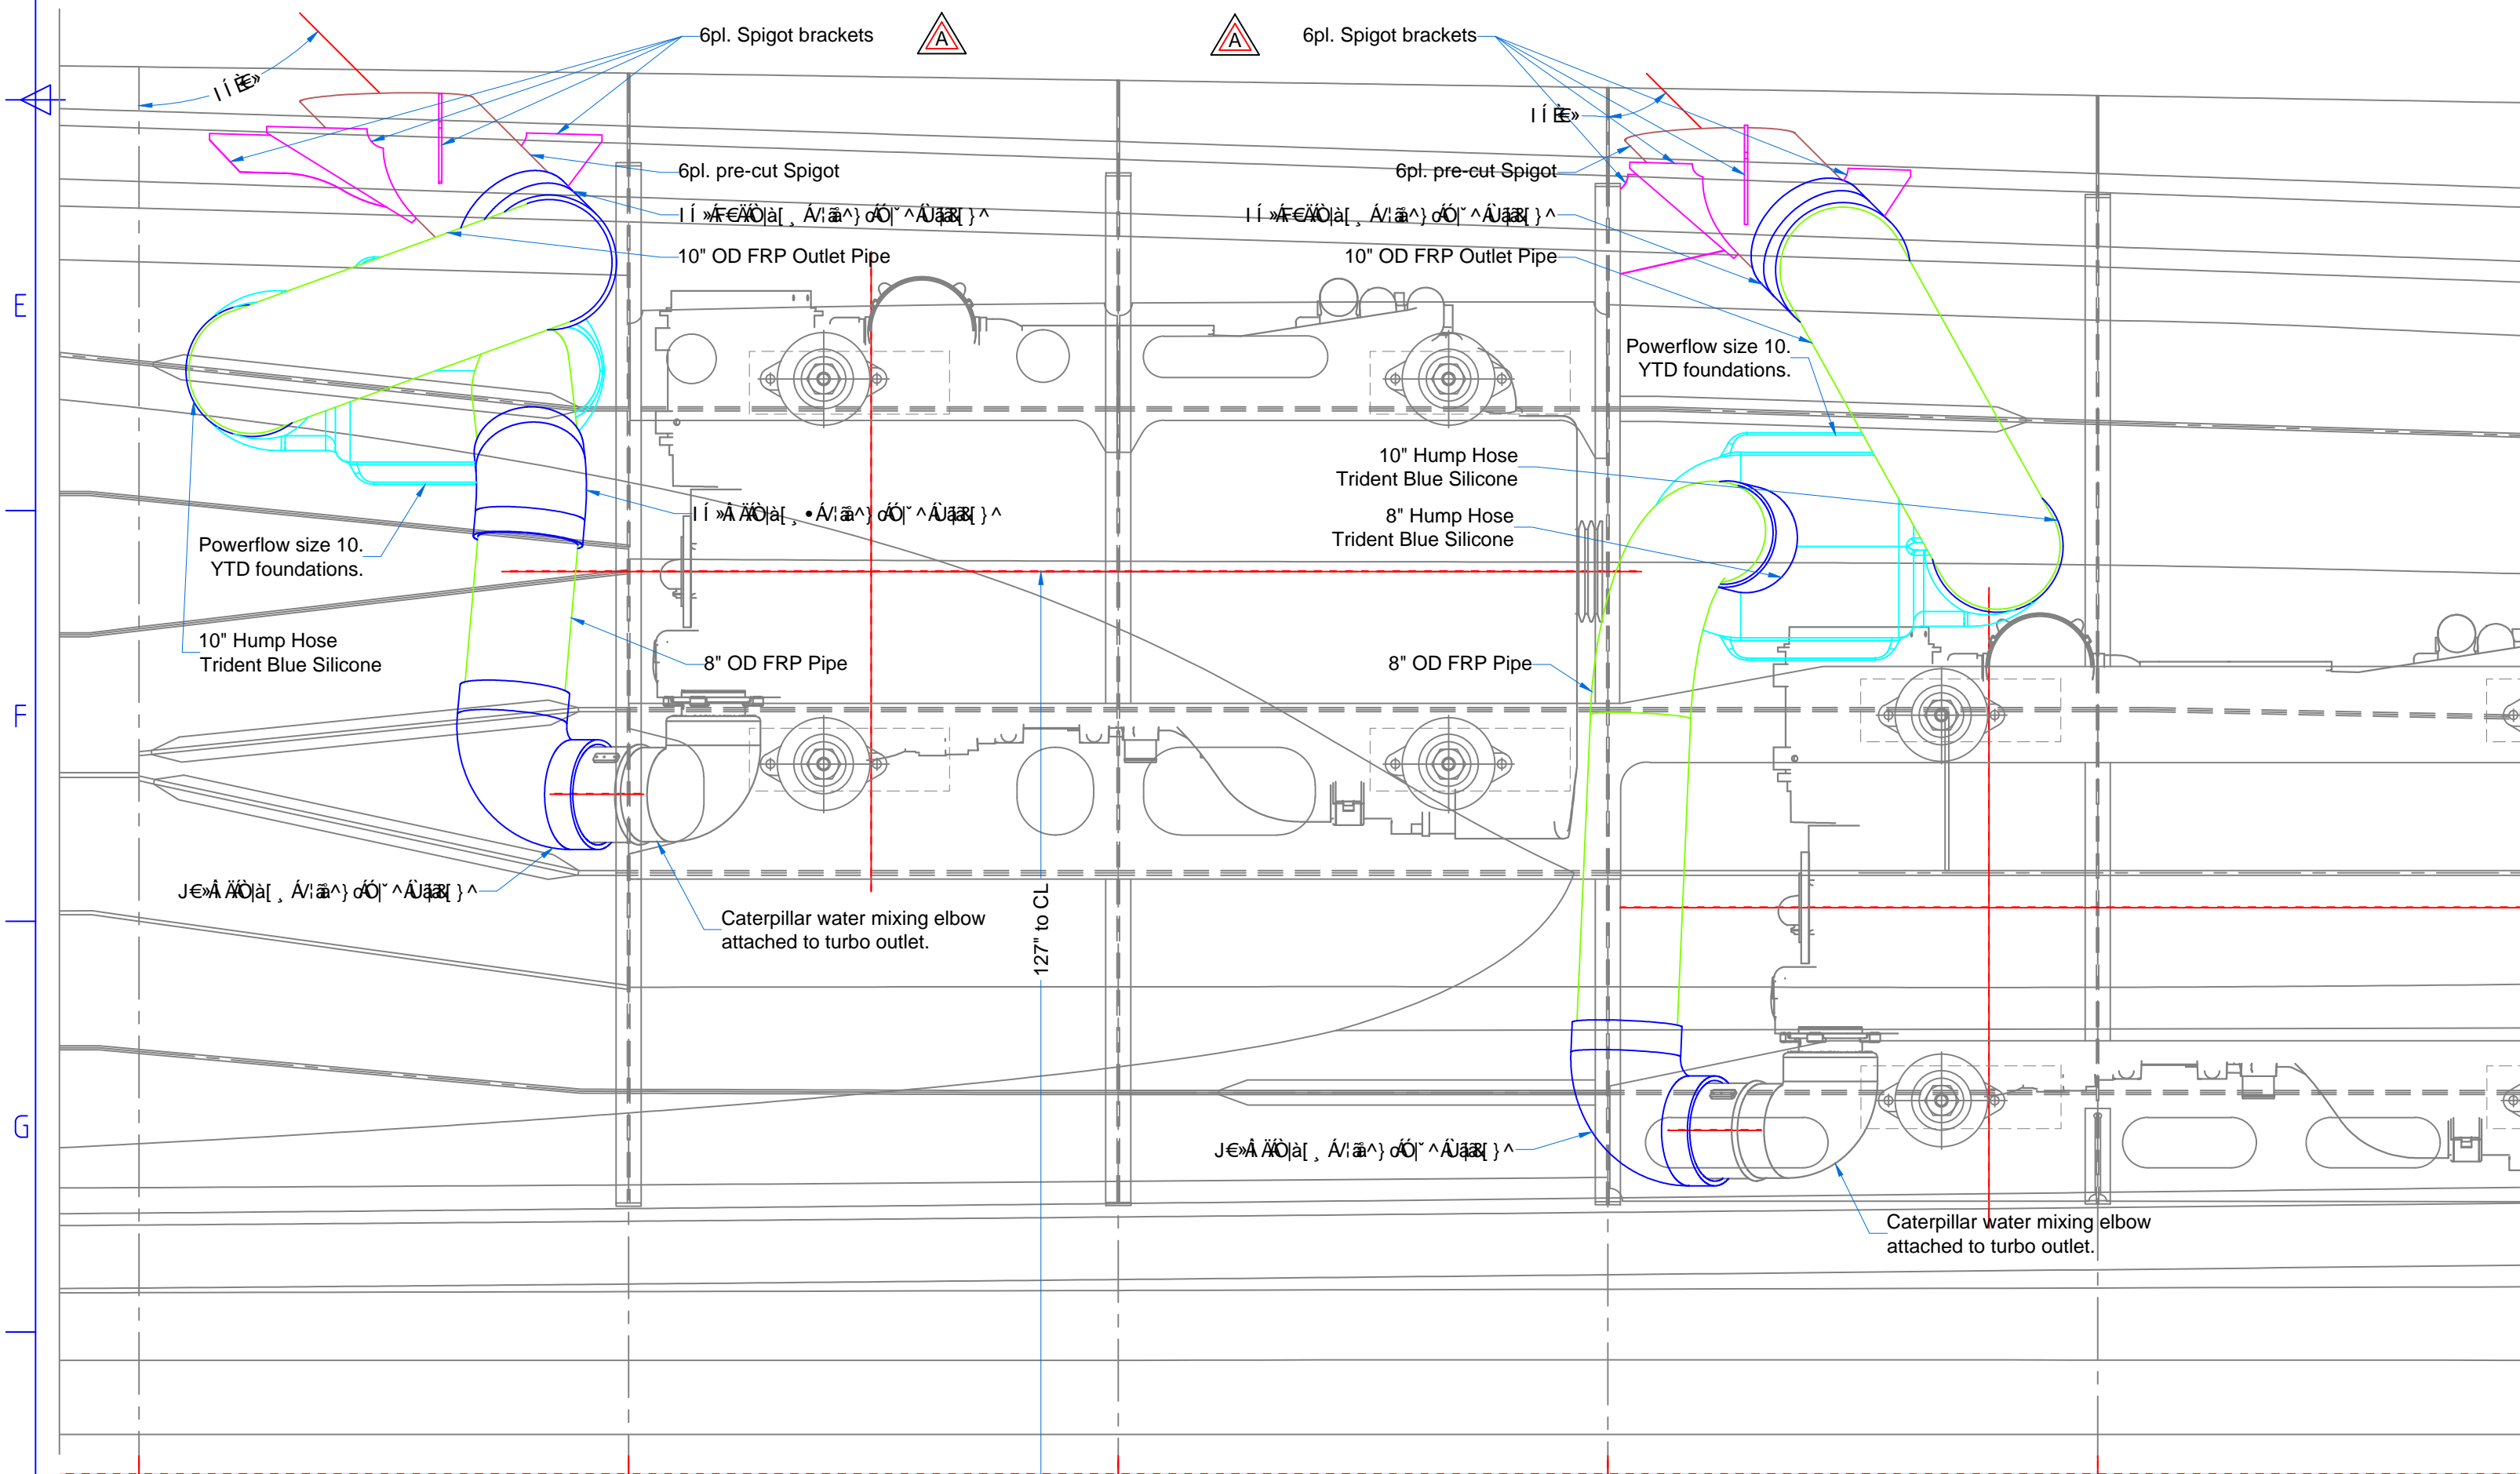 6pl. Spigot brackets
A
A
6pl. Spigot brackets
6pl. pre-cut Spigot
6pl. pre-cut Spigot
10" OD FRP Outlet Pipe
10" OD FRP Outlet Pipe
E
Powerflow size 10.
YTD foundations.
10" Hump Hose
Trident Blue Silicone
8" Hump Hose
Trident Blue Silicone
Powerflow size 10.
YTD foundations.
10" Hump Hose
Trident Blue Silicone
8" OD FRP Pipe
8" OD FRP Pipe
F
Caterpillar water mixing elbow
attached to turbo outlet.
127" to CL
G
Caterpillar water mixing elbow
attached to turbo outlet.